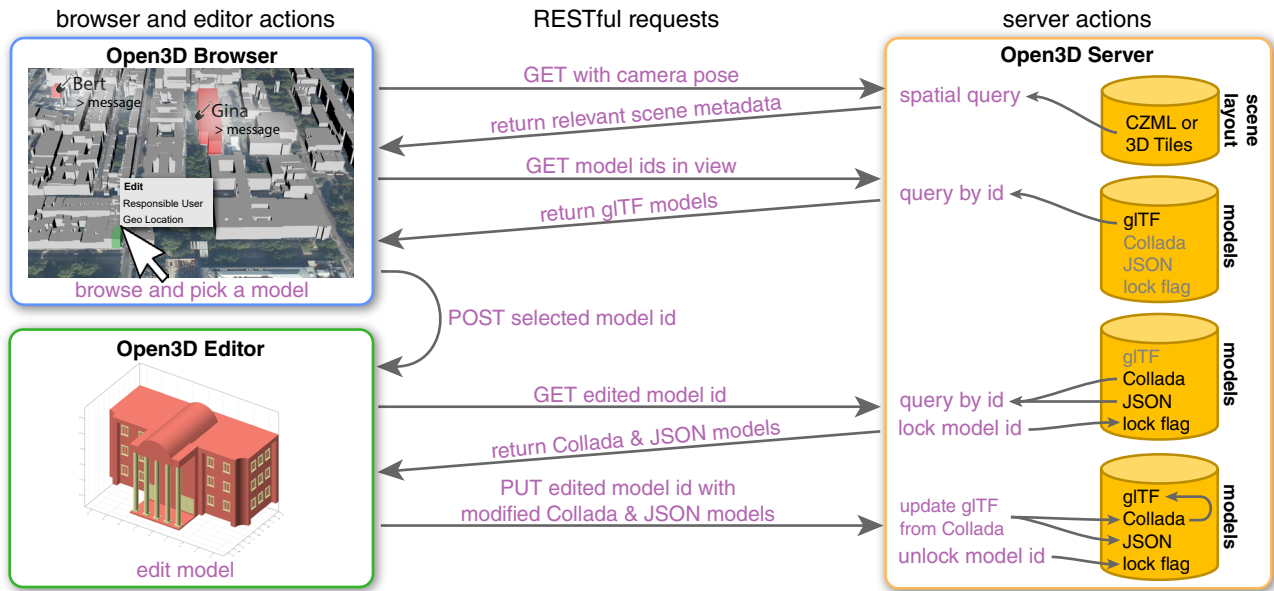 browser and editor actions
RESTful requests
server actions
Open3D Browser
Bert
> message
Gina
> message
Edit
Responsible User
Geo Location
browse and pick a model
Open3D Editor
edit model
GET with camera pose
return relevant scene metadata
GET model ids in view
return glTF models
POST selected model id
GET edited model id
return Collada & JSON models
PUT edited model id with
modified Collada & JSON models
Open3D Server
spatial query
CZML or
3D Tiles
scene
layout
query by id
glTF
Collada
JSON
lock flag
models
query by id
lock model id
glTF
Collada
JSON
lock flag
models
update glTF
from Collada
unlock model id
glTF
Collada
JSON
lock flag
models